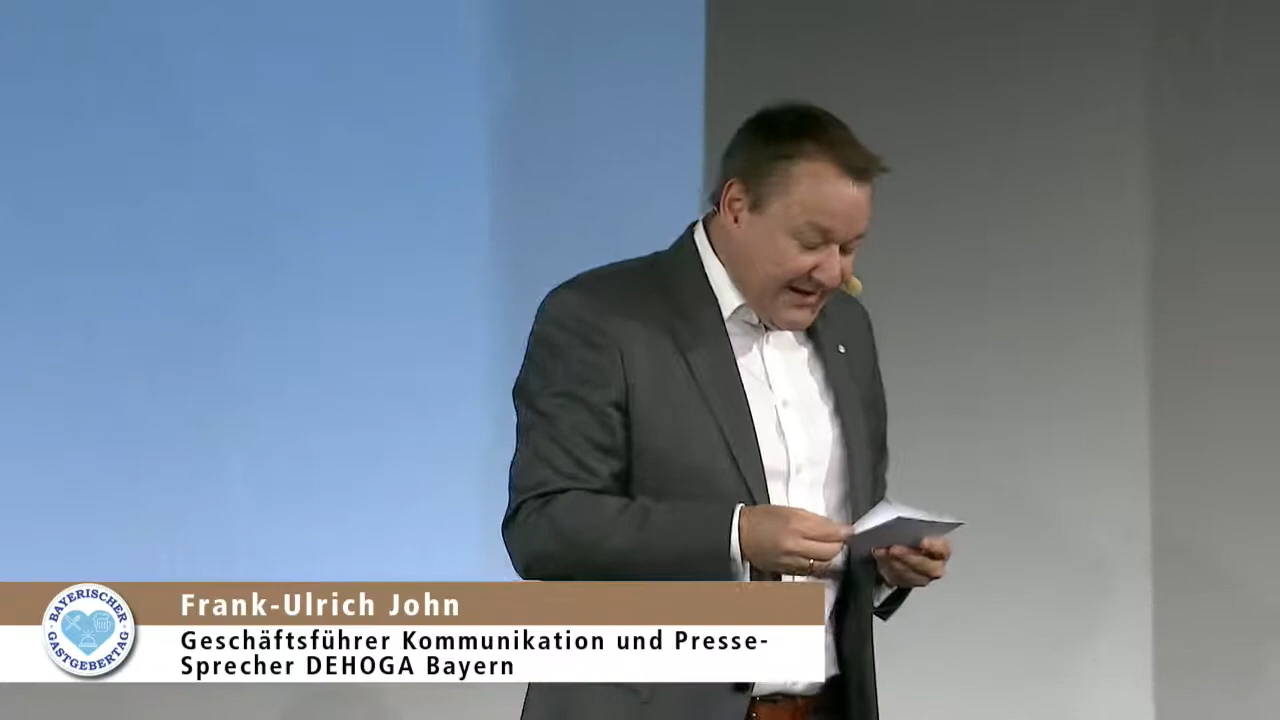 Frank-Ulrich John
Geschäftsführer Kommunikation und Presse-
Sprecher DEHOGA Bayern
BAYERISCHER
GASTGEBERTAG